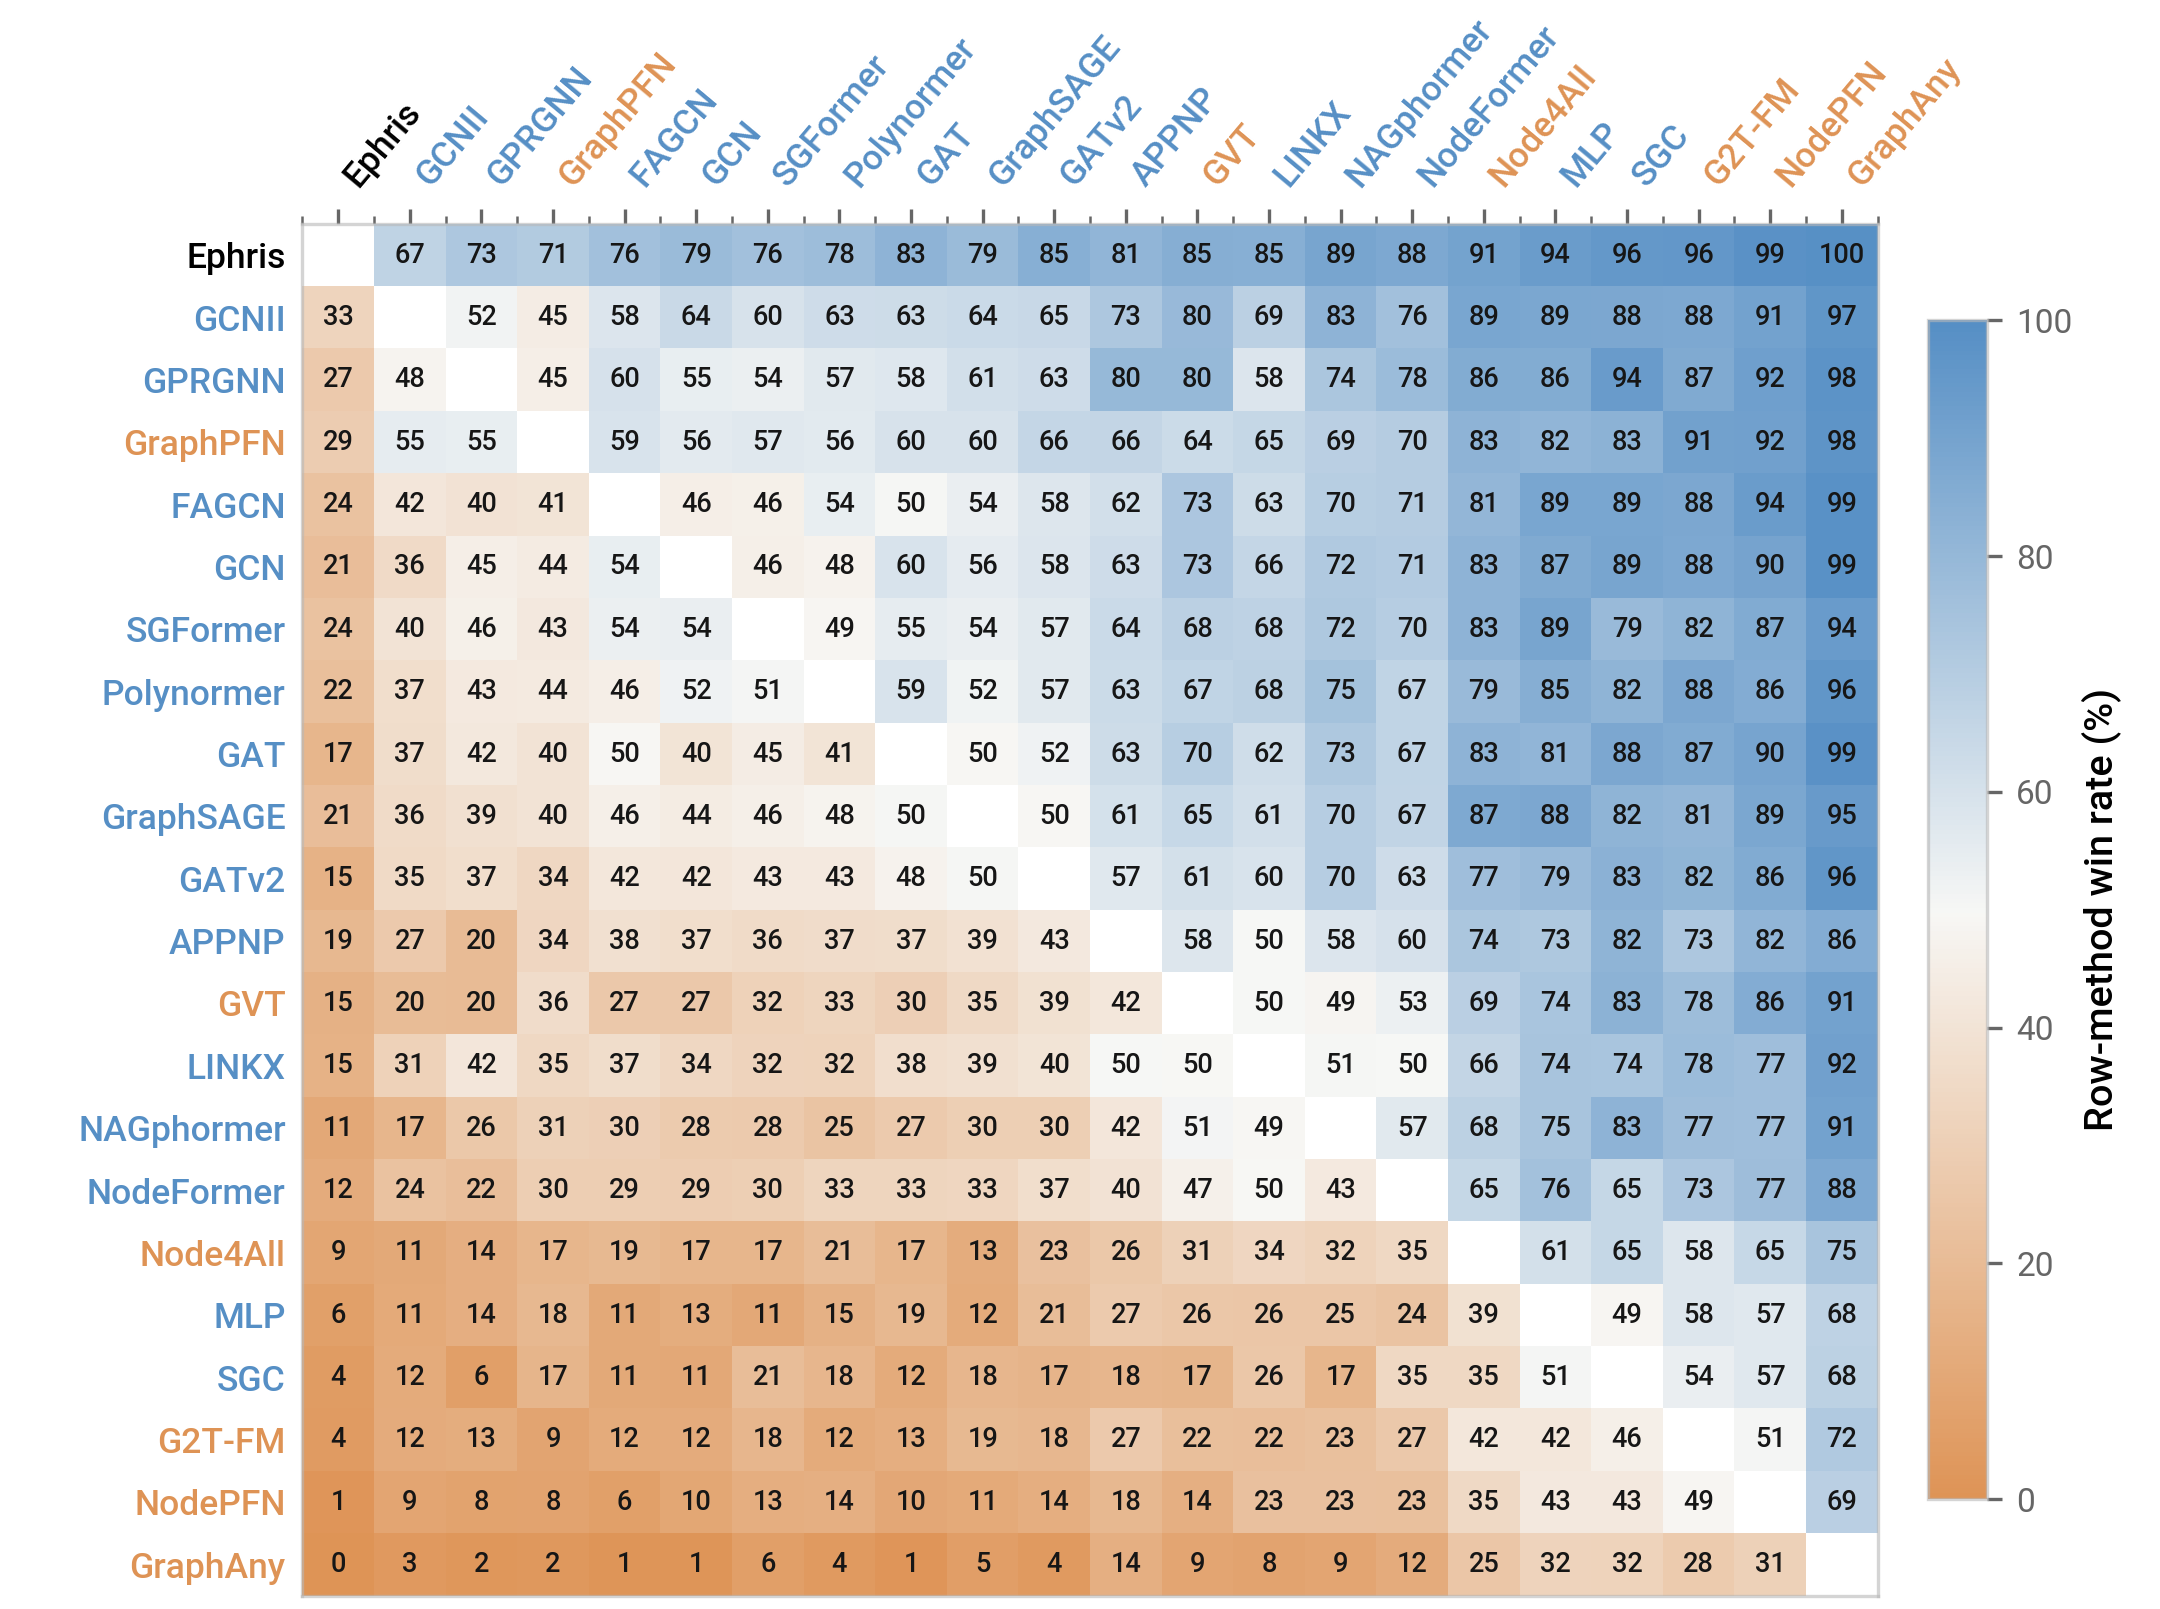 Ephris GCNII GPRGNN GraphPFN FAGCN GCN SGFormer Polynormer GAT GraphSAGE GATv2 APPNP GVT LINKX NAGphormer NodeFormer Node4All MLP SGC G2T-FM NodePFN GraphAny
Ephris 67 73 71 76 79 76 78 83 79 85 81 85 85 89 88 91 94 96 96 99 100
GCNII 33 52 45 58 64 60 63 63 64 65 73 80 69 83 76 89 89 88 88 91 97
GPRGNN 27 48 45 60 55 54 57 58 61 63 80 80 58 74 78 86 86 94 87 92 98
GraphPFN 29 55 55 59 56 57 56 60 60 66 66 64 65 69 70 83 82 83 91 92 98
FAGCN 24 42 40 41 46 46 54 50 54 58 62 73 63 70 71 81 89 89 88 94 99
GCN 21 36 45 44 54 46 48 60 56 58 63 73 66 72 71 83 87 89 88 90 99
SGFormer 24 40 46 43 54 54 49 55 54 57 64 68 68 72 70 83 89 79 82 87 94
Polynormer 22 37 43 44 46 52 51 59 52 57 63 67 68 75 67 79 85 82 88 86 96
GAT 17 37 42 40 50 40 45 41 50 52 63 70 62 73 67 83 81 88 87 90 99
GraphSAGE 21 36 39 40 46 44 46 48 50 50 61 65 61 70 67 87 88 82 81 89 95
GATv2 15 35 37 34 42 42 43 43 48 50 57 61 60 70 63 77 79 83 82 86 96
APPNP 19 27 20 34 38 37 36 37 37 39 43 58 50 58 60 74 73 82 73 82 86
GVT 15 20 20 36 27 27 32 33 30 35 39 42 50 49 53 69 74 83 78 86 91
LINKX 15 31 42 35 37 34 32 32 38 39 40 50 50 51 50 66 74 74 78 77 92
NAGphormer 11 17 26 31 30 28 28 25 27 30 30 42 51 49 57 68 75 83 77 77 91
NodeFormer 12 24 22 30 29 29 30 33 33 33 37 40 47 50 43 65 76 65 73 77 88
Node4All 9 11 14 17 19 17 17 21 17 13 23 26 31 34 32 35 61 65 58 65 75
MLP 6 11 14 18 11 13 11 15 19 12 21 27 26 26 25 24 39 49 58 57 68
SGC 4 12 6 17 11 11 21 18 12 18 17 18 17 26 17 35 35 51 54 57 68
G2T-FM 4 12 13 9 12 12 18 12 13 19 18 27 22 22 23 27 42 42 46 51 72
NodePFN 1 9 8 8 6 10 13 14 10 11 14 18 14 23 23 23 35 43 43 49 69
GraphAny 0 3 2 2 1 1 6 4 1 5 4 14 9 8 9 12 25 32 32 28 31
100
80
60
40
20
0
Row-method win rate (%)